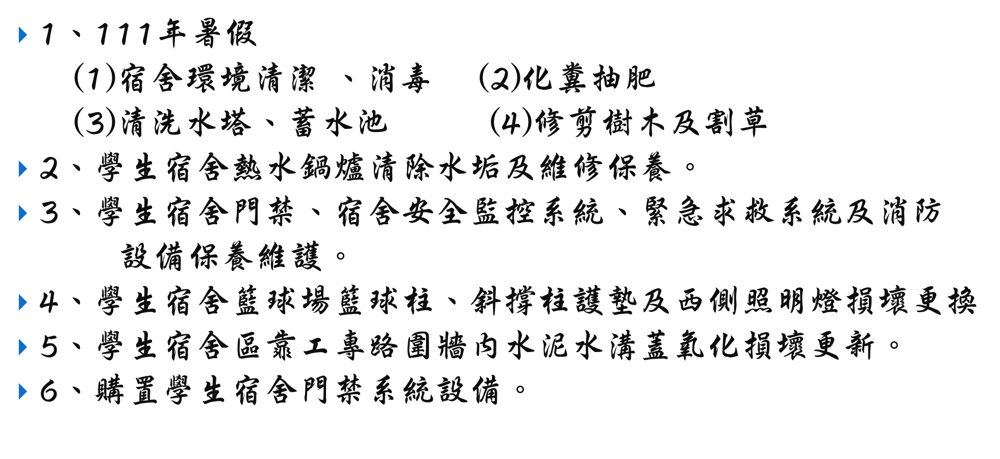 1、111年暑假
(1)宿舍環境清潔 、消毒 (2)化糞抽肥
(3)清洗水塔、蓄水池 (4)修剪樹木及割草
2、學生宿舍熱水鍋爐清除水垢及維修保養。
3、學生宿舍門禁、宿舍安全監控系統、緊急求救系統及消防
設備保養維護。
4、學生宿舍籃球場籃球柱、斜撐柱護墊及西側照明燈損壞更換
5、學生宿舍區靠工專路圍牆內水泥水溝蓋氧化損壞更新。
6、購置學生宿舍門禁系統設備。